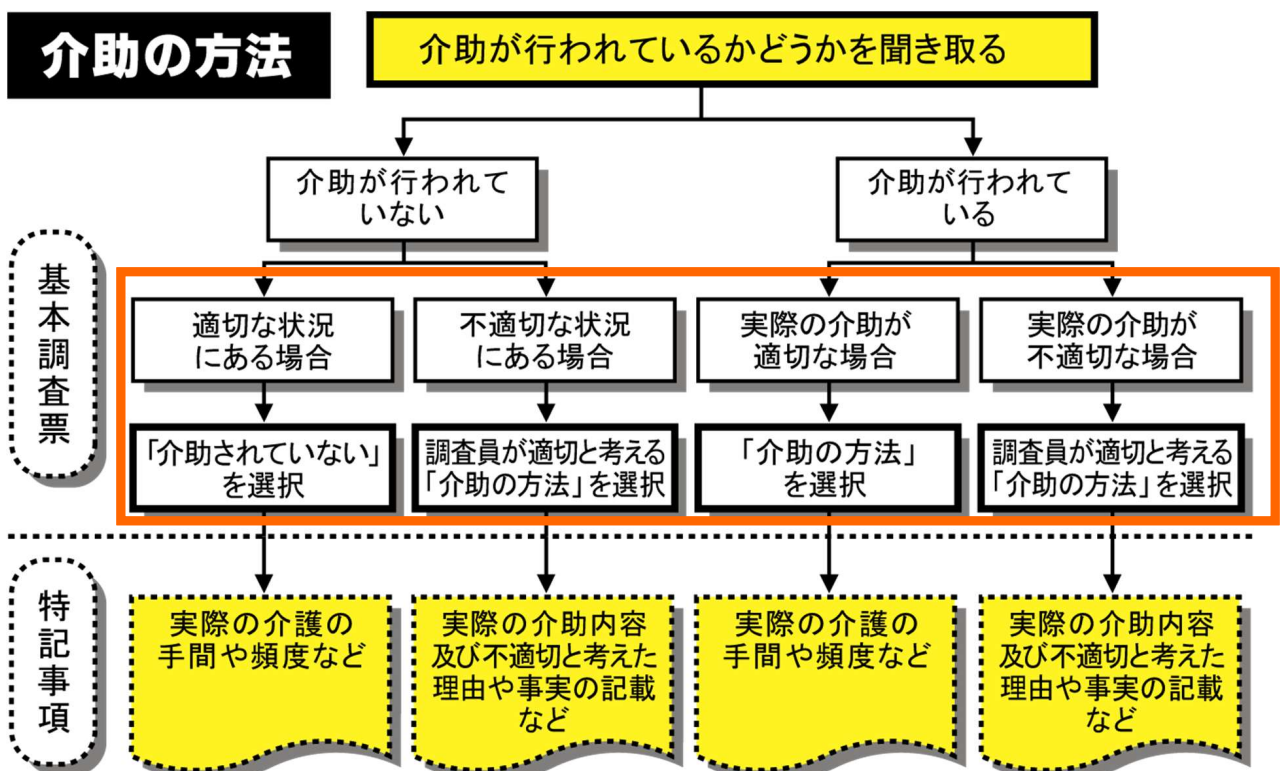 介助の方法
介助が行われているかどうかを聞き取る
介助が行われて
いない
介助が行われて
いる
基本調査票
適切な状況
にある場合
不適切な状況
にある場合
実際の介助が
適切な場合
実際の介助が
不適切な場合
「介助されていない」
を選択
調査員が適切と考える
「介助の方法」を選択
「介助の方法」
を選択
調査員が適切と考える
「介助の方法」を選択
特記事項
実際の介護の
手間や頻度など
実際の介助内容
及び不適切と考えた
理由や事実の記載
など
実際の介護の
手間や頻度など
実際の介助内容
及び不適切と考えた
理由や事実の記載
など